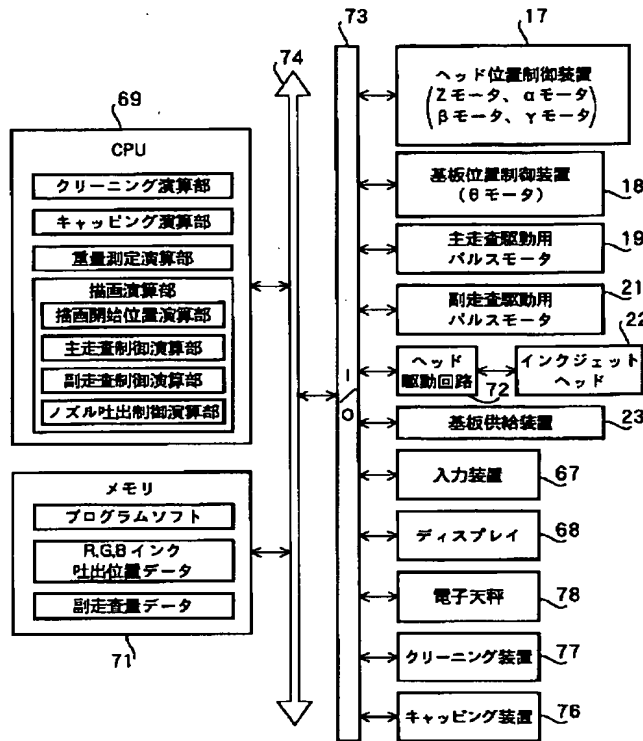 73
17
74
69
CPU
クリーニング演算部
キャッピング演算部
重量測定演算部
描画演算部
描画開始位置演算部
主走査制御演算部
副走査制御演算部
ノズル吐出制御演算部
メモリ
プログラムソフト
R,G,Bインク
吐出位置データ
副走査量データ
71
I/O
ヘッド位置制御装置
(Zモータ、αモータ
βモータ、γモータ)
基板位置制御装置
(θモータ)
18
主走査駆動用
パルスモータ
19
副走査駆動用
パルスモータ
21
22
ヘッド
駆動回路
72
インクジェット
ヘッド
基板供給装置
23
入力装置
67
ディスプレイ
68
電子天秤
78
クリーニング装置
77
キャッピング装置
76